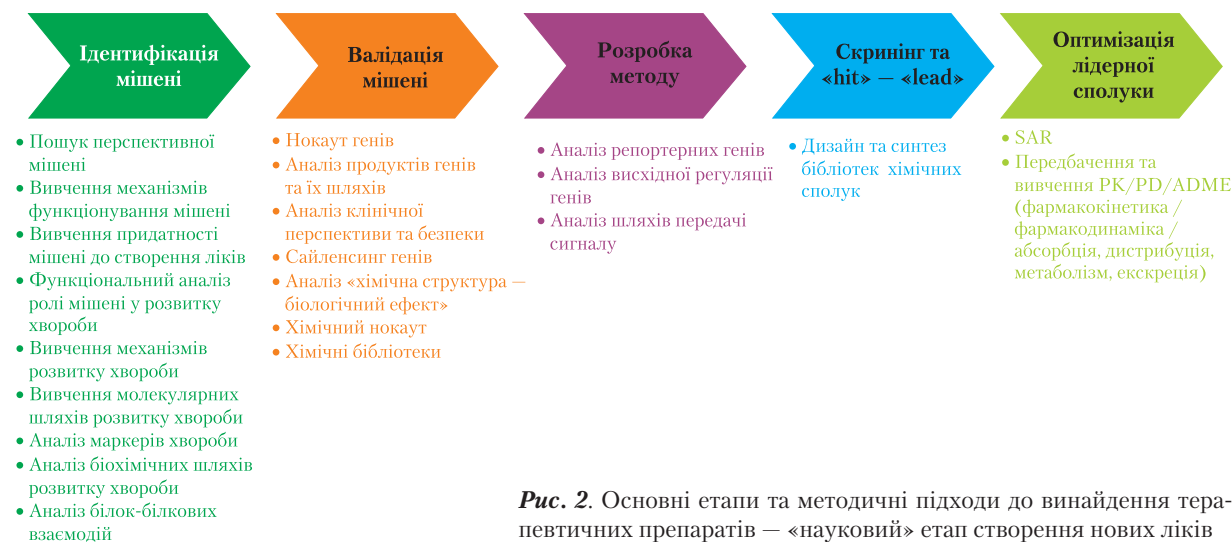 Ідентифікація
мішені
• Пошук перспективної
мішені
• Вивчення механізмів
функціонування мішені
• Вивчення придатності
мішені до створення ліків
• Функціональний аналіз
ролі мішені у розвитку
хвороби
• Вивчення механізмів
розвитку хвороби
• Вивчення молекулярних
шляхів розвитку хвороби
• Аналіз маркерів хвороби
• Аналіз біохімічних шляхів
розвитку хвороби
• Аналіз білок-білкових
взаємодій
Валідація
мішені
• Нокаут генів
• Аналіз продуктів генів
та їх шляхів
• Аналіз клінічної
перспективи та безпеки
• Сайленсинг генів
• Аналіз «хімічна структура —
біологічний ефект»
• Хімічний нокаут
• Хімічні бібліотеки
Розробка
методу
• Аналіз репортерних генів
• Аналіз висхідної регуляції
генів
• Аналіз шляхів передачі
сигналу
Скринінг та
«hit» — «lead»
• Дизайн та синтез
бібліотек хімічних
сполук
Оптимізація
лідерної
сполуки
• SAR
• Передбачення та
вивчення PK/PD/ADME
(фармакокінетика /
фармакодинаміка /
абсорбція, дистрибуція,
метаболізм, екскреція)
Рис. 2. Основні етапи та методичні підходи до винайдення тера-
певтичних препаратів — «науковий» етап створення нових ліків